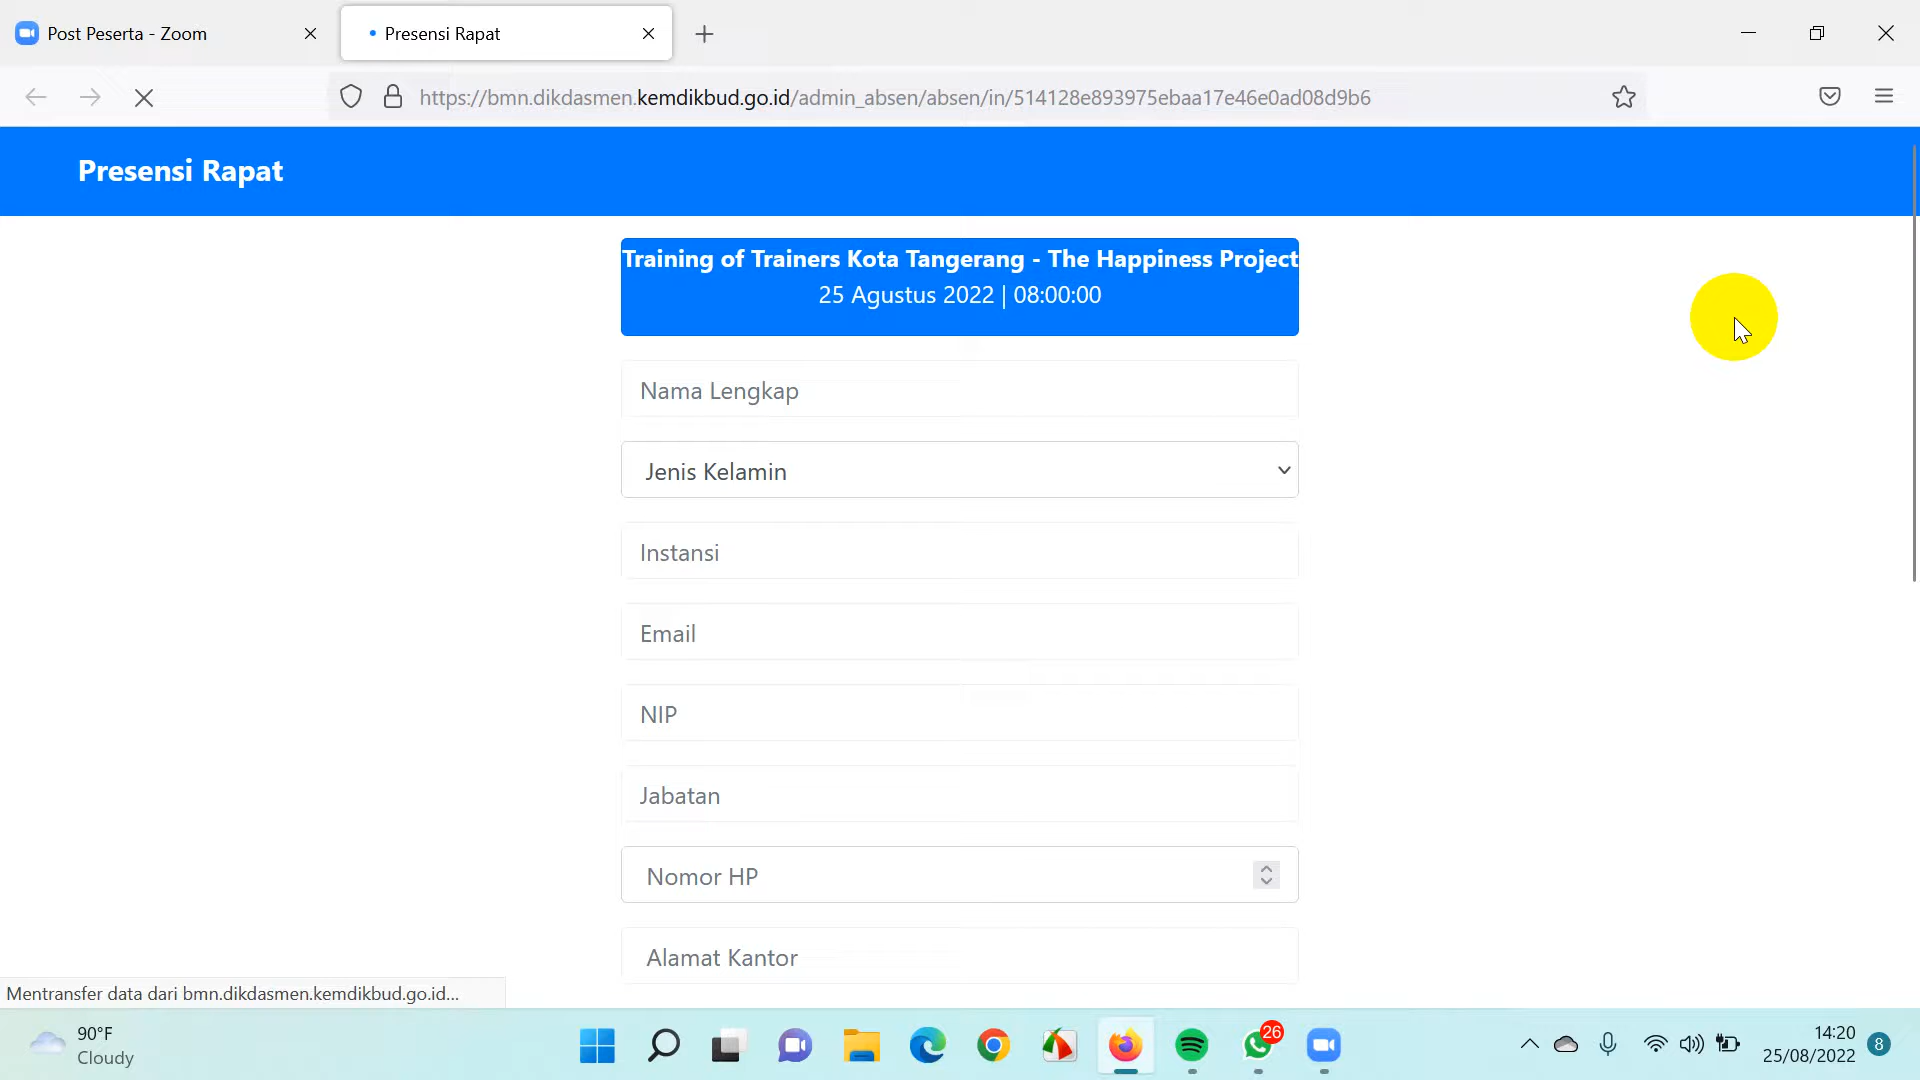 Post Peserta - Zoom
Presensi Rapat
https://bmn.dikdasmen.kemdikbud.go.id/admin_absen/absen/in/514128e893975ebaa17e46e0ad08d9b6
Presensi Rapat
Training of Trainers Kota Tangerang - The Happiness Project
25 Agustus 2022 | 08:00:00
Nama Lengkap
Jenis Kelamin
Instansi
Email
NIP
Jabatan
Nomor HP
Alamat Kantor
Mentransfer data dari bmn.dikdasmen.kemdikbud.go.id...
90°F
Cloudy
26
14:20
25/08/2022
8